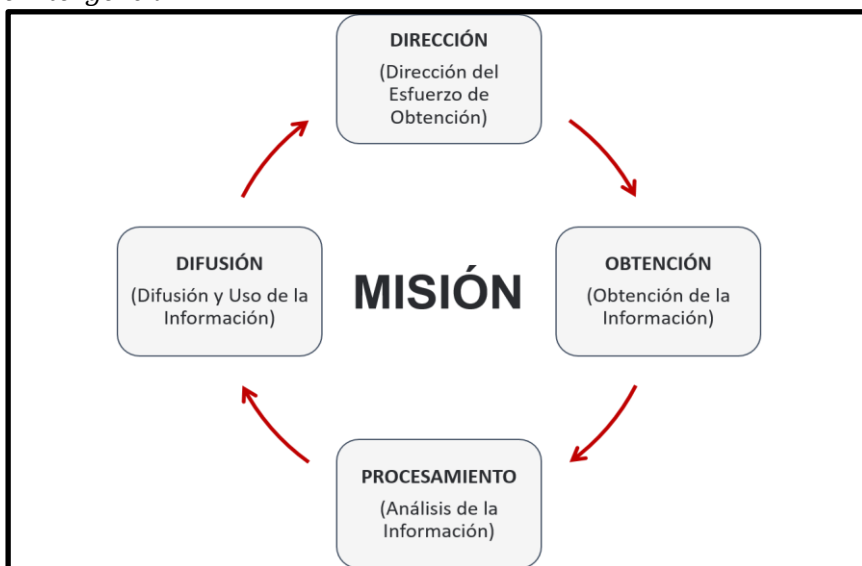 DIRECCIÓN
(Dirección del
Esfuerzo de
Obtención)
DIFUSIÓN
(Difusión y Uso de la
Información)
MISIÓN
OBTENCIÓN
(Obtención de la
Información)
PROCESAMIENTO
(Análisis de la
Información)